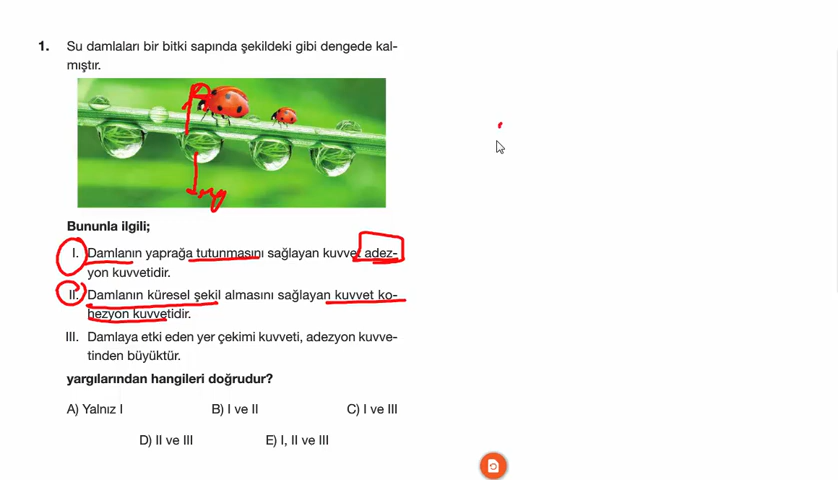 1. Su damlaları bir bitki sapında şekildeki gibi dengede kal-
mıştır.
mg
Bununla ilgili;
I. Damlanın yaprağa tutunmasını sağlayan kuvvet adez-
yon kuvvetidir.
II. Damlanın küresel şekil almasını sağlayan kuvvet ko-
hezyon kuvvetidir.
III. Damlaya etki eden yer çekimi kuvveti, adezyon kuvve-
tinden büyüktür.
yargılarından hangileri doğrudur?
A) Yalnız I B) I ve II C) I ve III
D) II ve III E) I, II ve III